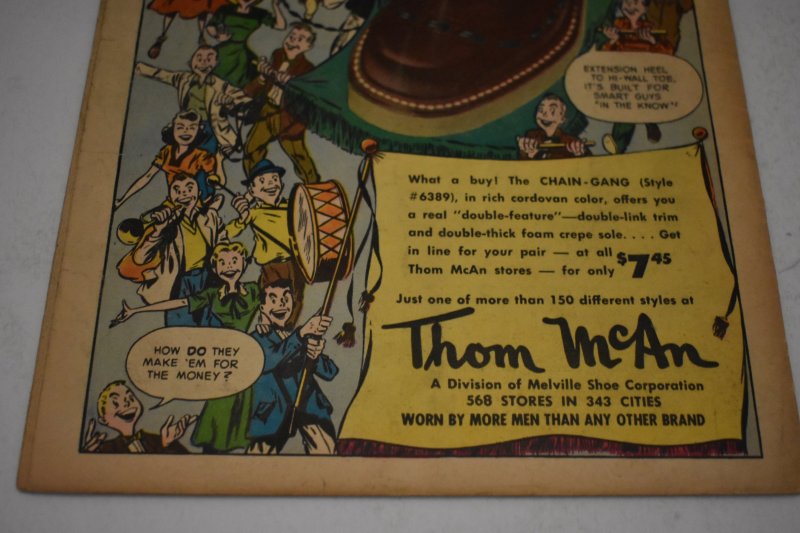 EXTENSION HEEL
TO HI-WALL TOE,
IT'S BUILT FOR
SMART GUYS
"IN THE KNOW"!
What a buy! The CHAIN-GANG (Style
#6389), in rich cordovan color, offers you
a real "double-feature"—double-link trim
and double-thick foam crepe sole. . . . Get
in line for your pair — at all
Thom McAn stores — for only $7.45
Just one of more than 150 different styles at
Thom McAn
A Division of Melville Shoe Corporation
568 STORES IN 343 CITIES
WORN BY MORE MEN THAN ANY OTHER BRAND
HOW DO THEY
MAKE 'EM FOR
THE MONEY?